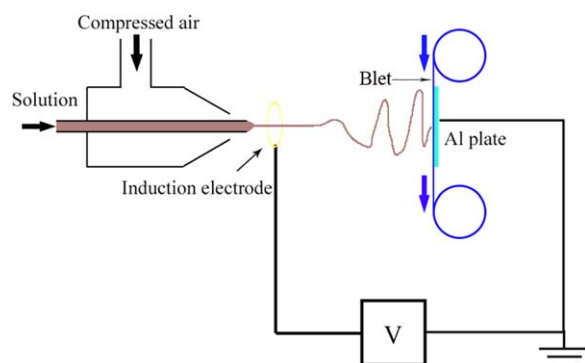 Compressed air
Solution
Blet
Al plate
Induction electrode
V